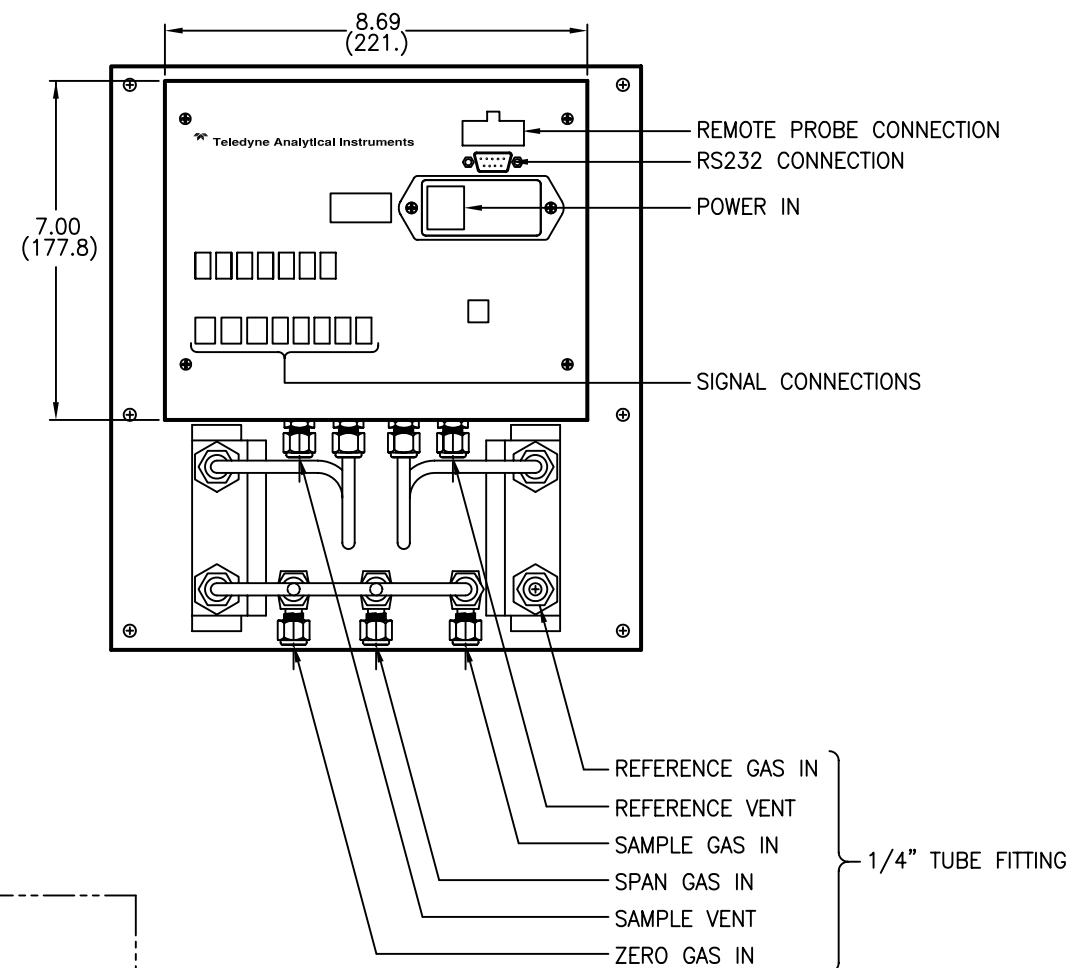 8.69
(221.)
Teledyne Analytical Instruments
REMOTE PROBE CONNECTION
RS232 CONNECTION
POWER IN
7.00
(177.8)
SIGNAL CONNECTIONS
REFERENCE GAS IN
REFERENCE VENT
SAMPLE GAS IN
1/4" TUBE FITTING
SPAN GAS IN
SAMPLE VENT
ZERO GAS IN